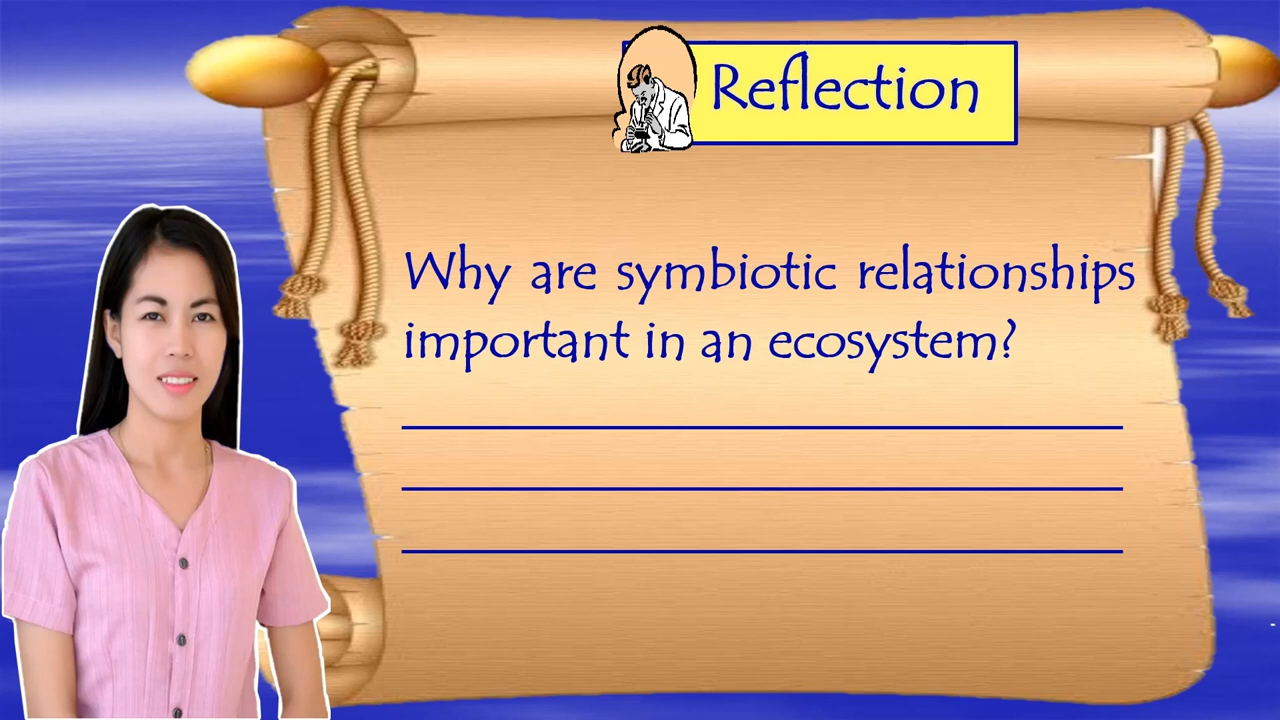 Reflection
Why are symbiotic relationships
important in an ecosystem?